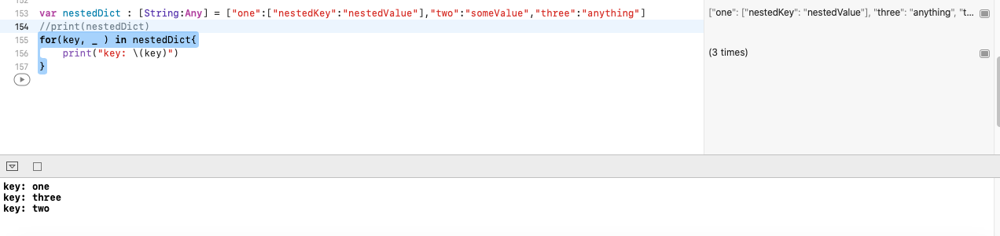 152
153 var nestedDict : [String:Any] = ["one":["nestedKey":"nestedValue"],"two":"someValue","three":"anything"]
["one": ["nestedKey": "nestedValue"], "three": "anything", "t...
154 //print(nestedDict)
155 for(key, _ ) in nestedDict{
156 print("key: \(key)")
(3 times)
157 }
key: one
key: three
key: two